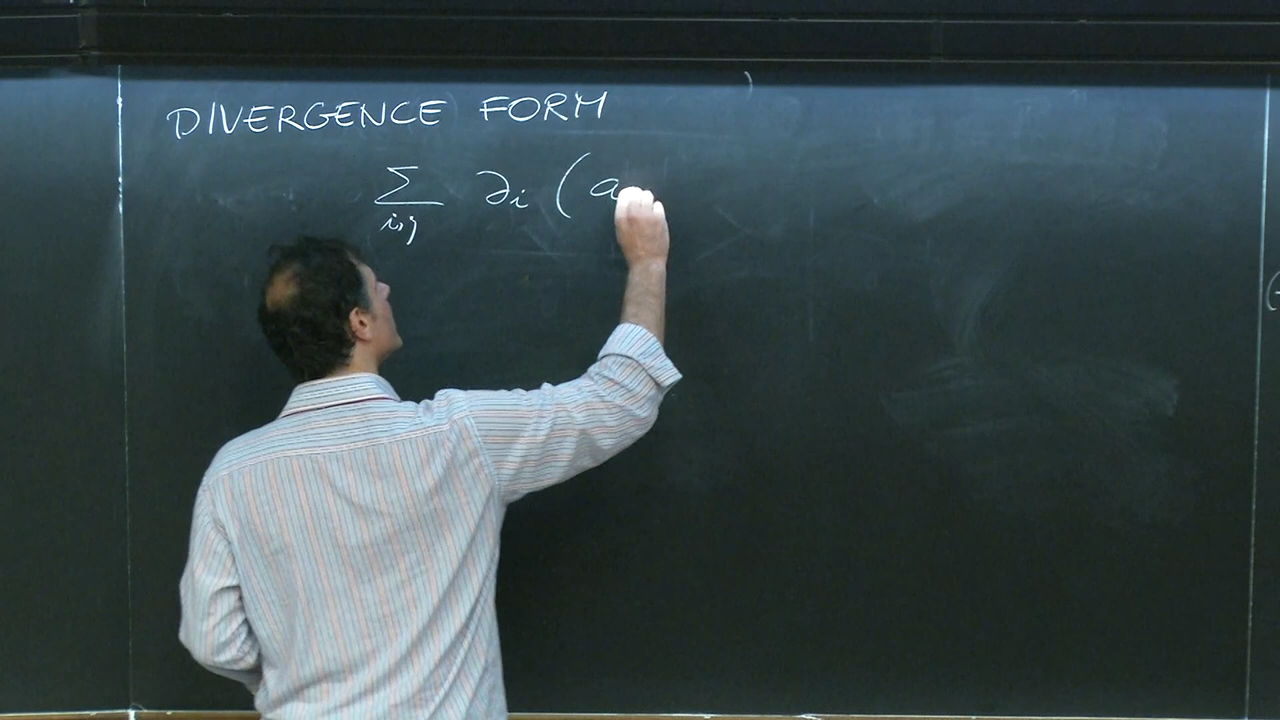 DIVERGENCE FORM
∑ ∂i (a
i,j